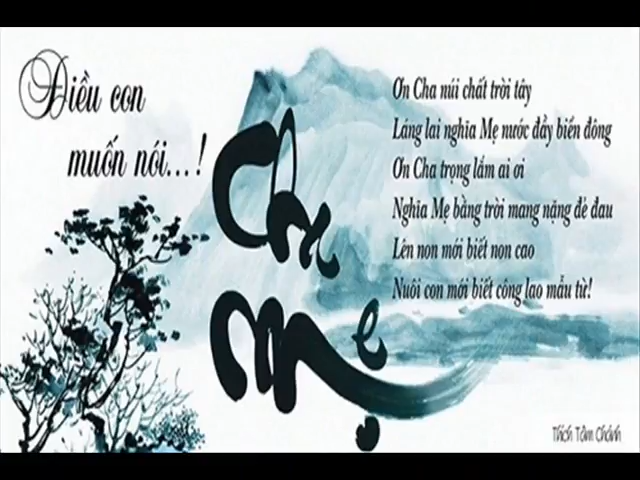 Điều con
muốn nói...!
Cha
Mẹ
Ơn Cha núi chất trời tây
Láng lai nghĩa Mẹ nước đầy biển đông
Ơn Cha trọng lắm ai ơi
Nghĩa Mẹ bằng trời mang nặng đẻ đau
Lên non mới biết non cao
Nuôi con mới biết công lao mẫu từ!
Thích Tâm Chánh